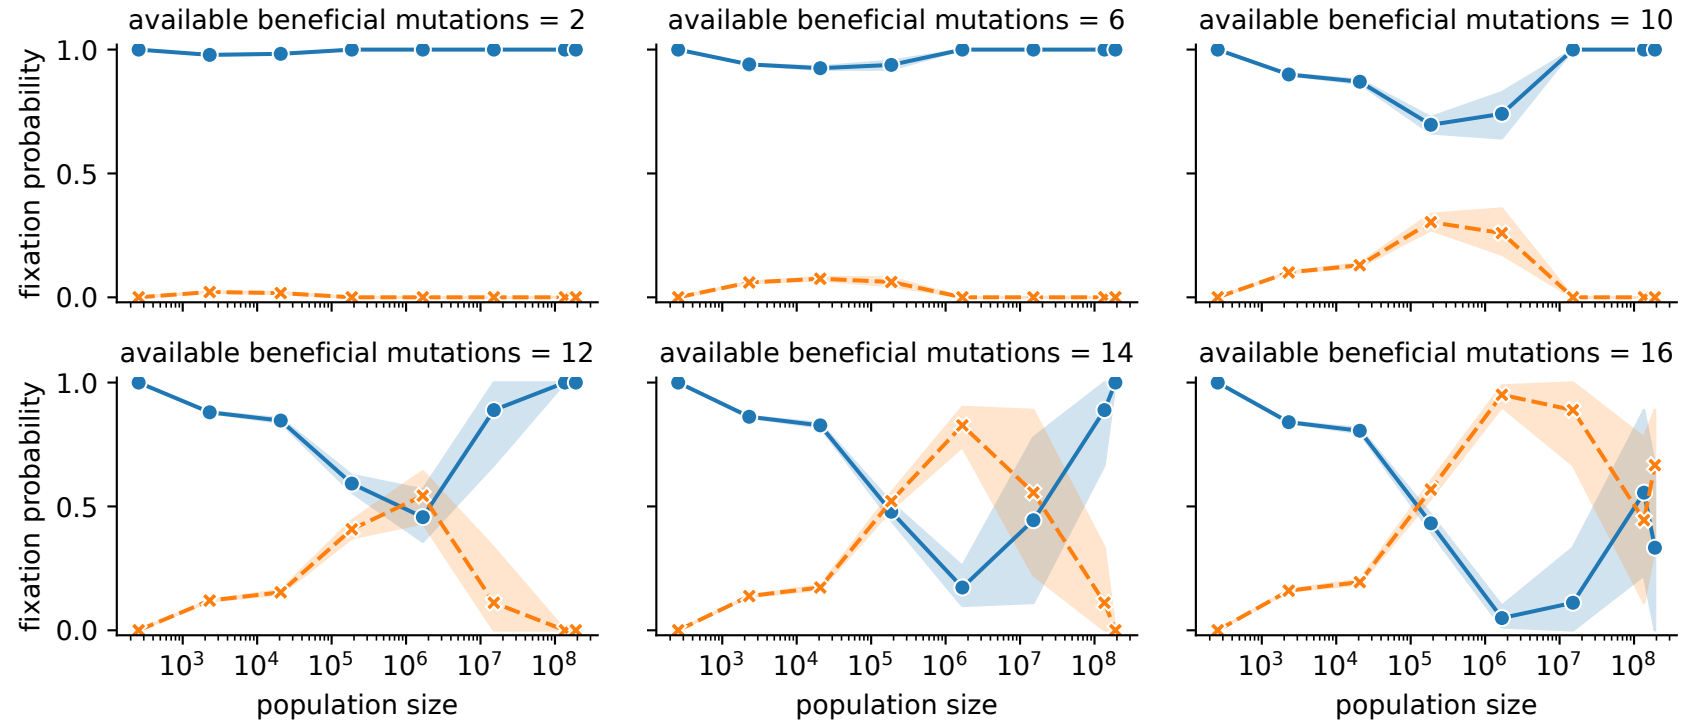 available beneficial mutations = 2
available beneficial mutations = 6
available beneficial mutations = 10
fixation probability
1.0
0.5
0.0
available beneficial mutations = 12
available beneficial mutations = 14
available beneficial mutations = 16
fixation probability
1.0
0.5
0.0
10³ 10⁴ 10⁵ 10⁶ 10⁷ 10⁸
10³ 10⁴ 10⁵ 10⁶ 10⁷ 10⁸
10³ 10⁴ 10⁵ 10⁶ 10⁷ 10⁸
population size
population size
population size